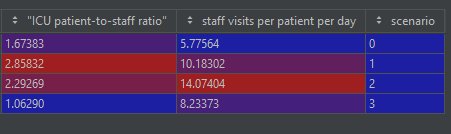 "ICU patient-to-staff ratio" staff visits per patient per day scenario
1.67383 5.77564 0
2.85832 10.18302 1
2.29269 14.07404 2
1.06290 8.23373 3